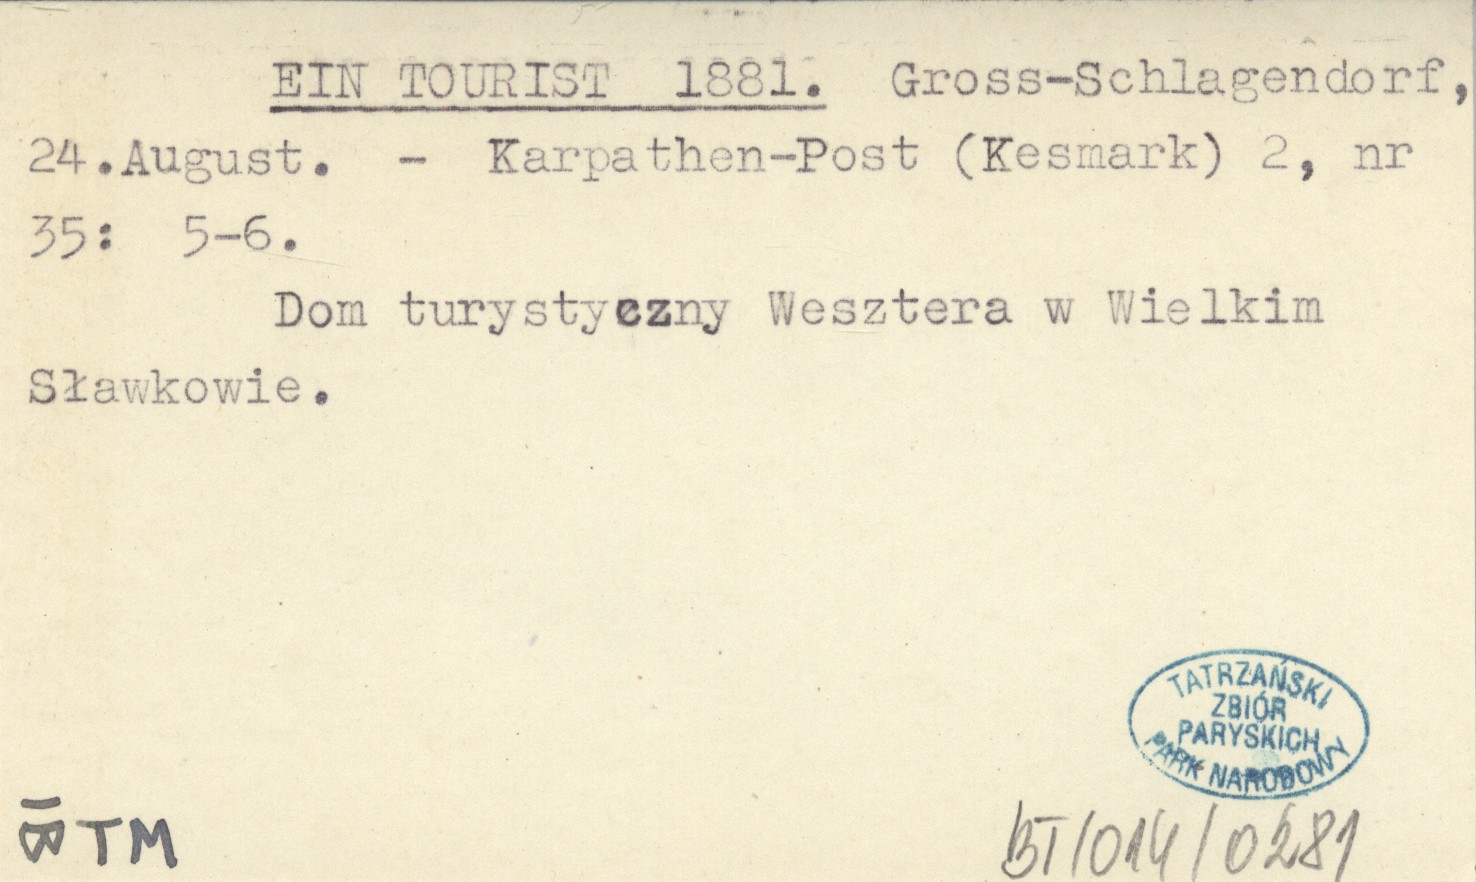 EIN TOURIST 1881. Gross-Schlagendorf,
24.August. - Karpathen-Post (Kesmark) 2, nr
35: 5-6.
Dom turystyczny Wesztera w Wielkim
Sławkowie.
TATRZAŃSKI
ZBIÓR
PARYSKICH
PARK NARODOWY
TM
BT/014/0281